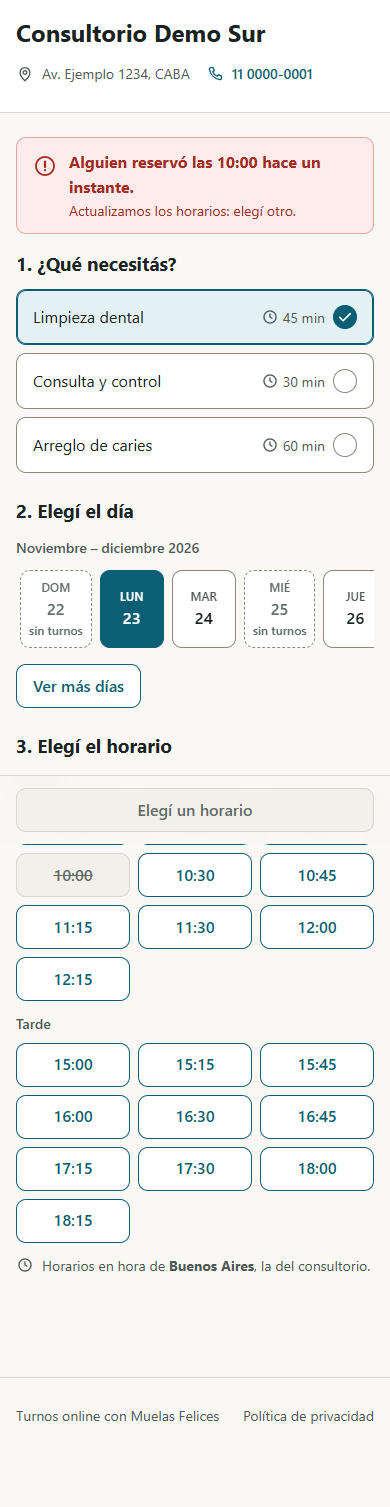 Consultorio Demo Sur
Av. Ejemplo 1234, CABA 11 0000-0001
Alguien reservó las 10:00 hace un
instante.
Actualizamos los horarios: elegí otro.
1. ¿Qué necesitás?
Limpieza dental 45 min
Consulta y control 30 min
Arreglo de caries 60 min
2. Elegí el día
Noviembre – diciembre 2026
DOM LUN MAR MIÉ JUE
22 23 24 25 26
sin turnos sin turnos
Ver más días
3. Elegí el horario
Elegí un horario
10:00 10:30 10:45
11:15 11:30 12:00
12:15
Tarde
15:00 15:15 15:45
16:00 16:30 16:45
17:15 17:30 18:00
18:15
Horarios en hora de Buenos Aires, la del consultorio.
Turnos online con Muelas Felices Política de privacidad